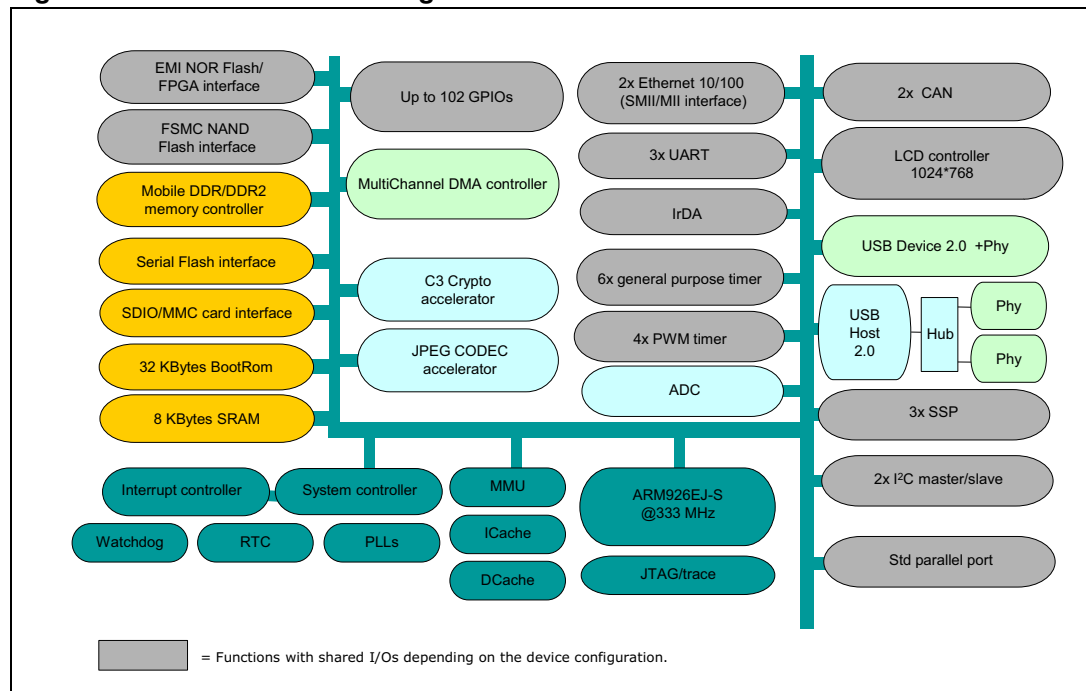 EMI NOR Flash/
FPGA interface
FSMC NAND
Flash interface
Mobile DDR/DDR2
memory controller
Serial Flash interface
SDIO/MMC card interface
32 KBytes BootRom
8 KBytes SRAM
Up to 102 GPIOs
MultiChannel DMA controller
C3 Crypto
accelerator
JPEG CODEC
accelerator
2x Ethernet 10/100
(SMII/MII interface)
3x UART
IrDA
6x general purpose timer
4x PWM timer
ADC
2x CAN
LCD controller
1024*768
USB Device 2.0 +Phy
USB
Host
2.0
Hub
Phy
Phy
3x SSP
2x I²C master/slave
Std parallel port
Interrupt controller
System controller
Watchdog
RTC
PLLs
MMU
ICache
DCache
ARM926EJ-S
@333 MHz
JTAG/trace
= Functions with shared I/Os depending on the device configuration.